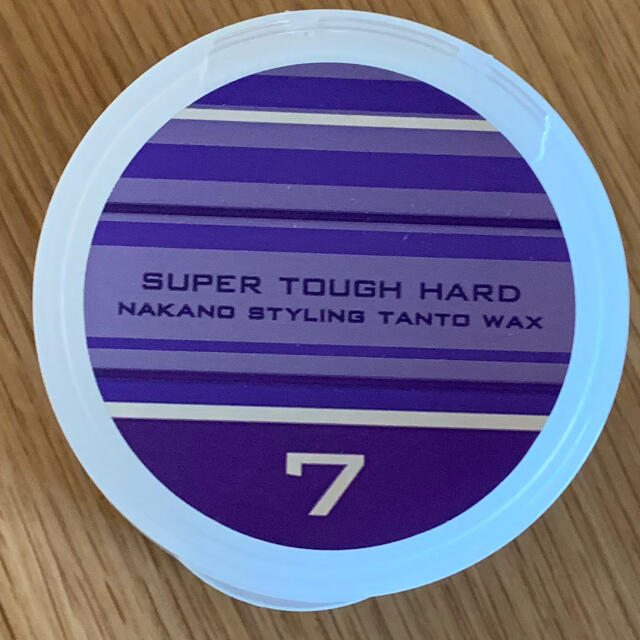 SUPER TOUGH HARD
NAKANO STYLING TANTO WAX
7